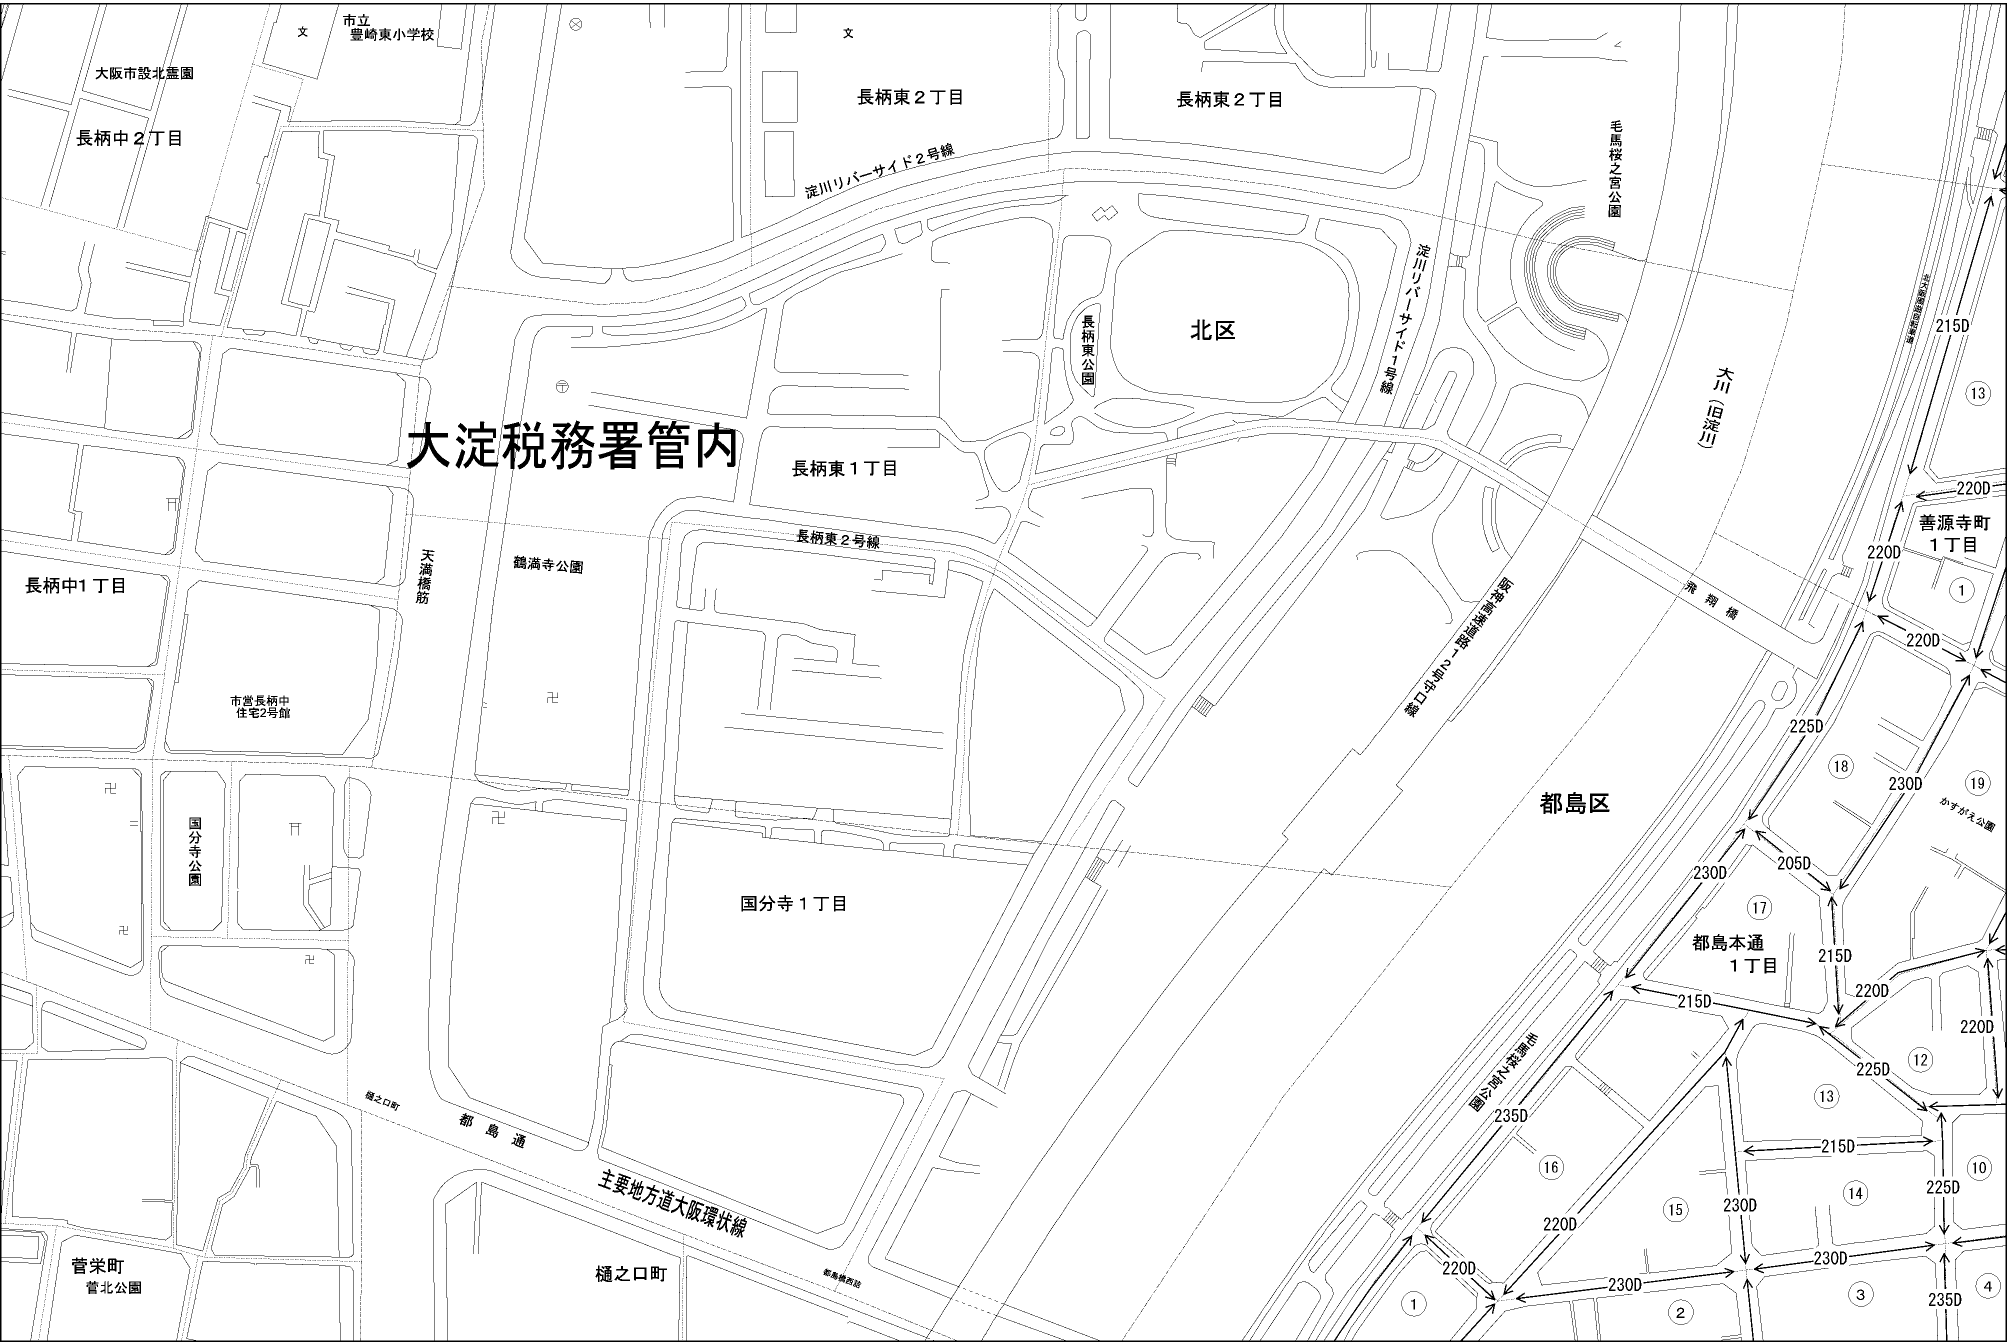 市立
豊崎東小学校
文
文
大阪市設北霊園
長柄中２丁目
長柄東２丁目
長柄東２丁目
淀川リバーサイド２号線
毛馬桜之宮公園
淀川リバーサイド１号線
長柄東公園
北区
大川（旧淀川）
215D
13
220D
善源寺町
１丁目
220D
1
220D
大淀税務署管内
長柄東１丁目
長柄東２号線
天満橋筋
鶴満寺公園
長柄中１丁目
市営長柄中
住宅2号館
阪神高速道路１２号守口線
飛翔橋
225D
18
230D
19
かすがえ公園
都島区
205D
230D
17
都島本通
１丁目
215D
220D
220D
215D
12
225D
国分寺公園
国分寺１丁目
毛馬桜之宮公園
235D
13
215D
10
16
14
225D
15
230D
220D
230D
220D
230D
235D
1
2
3
4
樋之口町
都島通
主要地方道大阪環状線
都島橋西詰
樋之口町
菅栄町
菅北公園